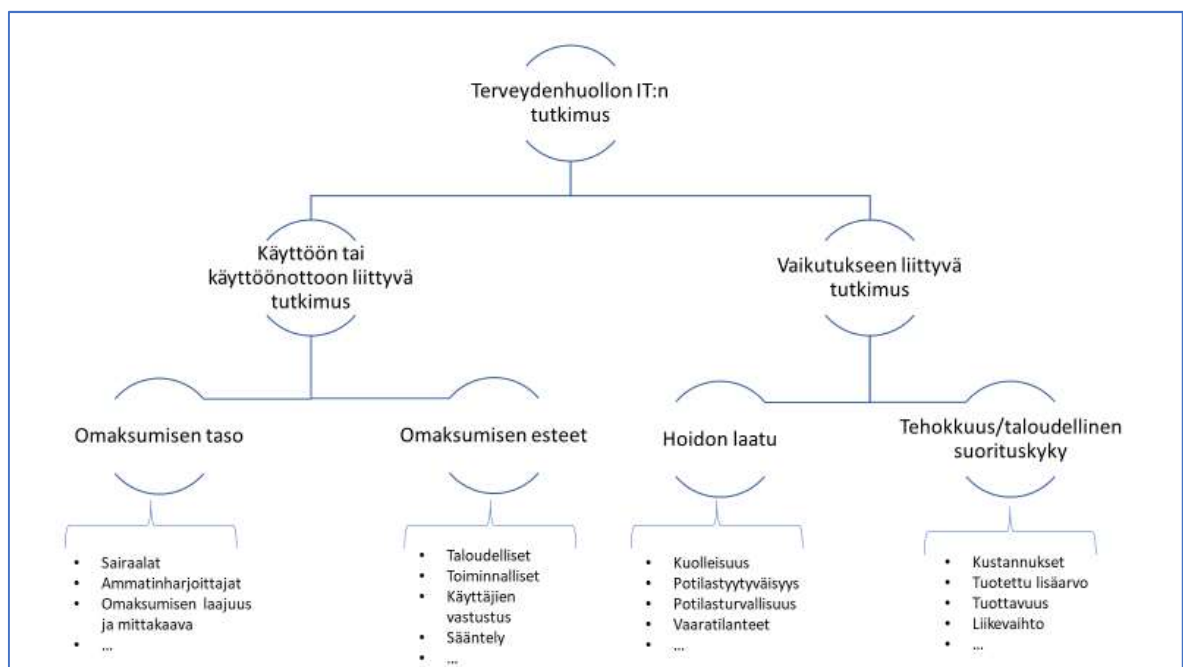 Terveydenhuollon IT:n
tutkimus
Käyttöön tai
käyttöönottoon liittyvä
tutkimus
Vaikutukseen liittyvä
tutkimus
Omaksumisen taso
Omaksumisen esteet
Hoidon laatu
Tehokkuus/taloudellinen
suorituskyky
• Sairaalat
• Ammatinharjoittajat
• Omaksumisen laajuus
ja mittakaava
• ...
• Taloudelliset
• Toiminnalliset
• Käyttäjien
vastustus
• Sääntely
• ...
• Kuolleisuus
• Potilastyytyväisyys
• Potilasturvallisuus
• Vaaratilanteet
• ...
• Kustannukset
• Tuotettu lisäarvo
• Tuottavuus
• Liikevaihto
• ...